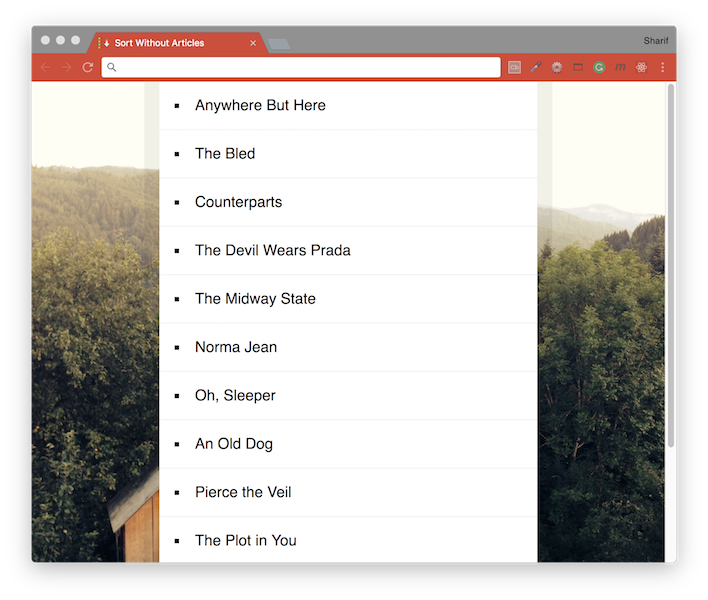 Sort Without Articles
Sharif
Anywhere But Here
The Bled
Counterparts
The Devil Wears Prada
The Midway State
Norma Jean
Oh, Sleeper
An Old Dog
Pierce the Veil
The Plot in You